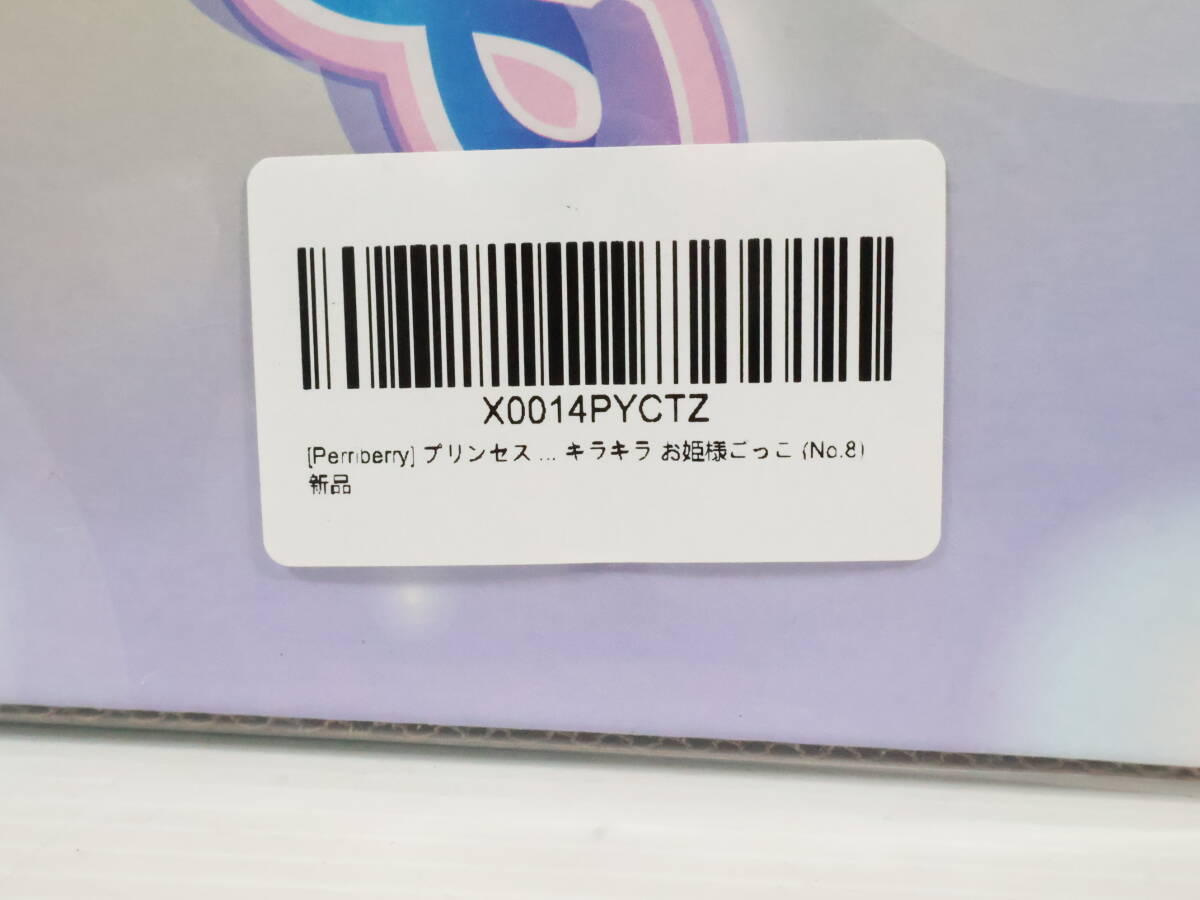 X0014PYCTZ
[Pernberry] プリンセス ... キラキラ お姫様ごっこ (No.8)
新品